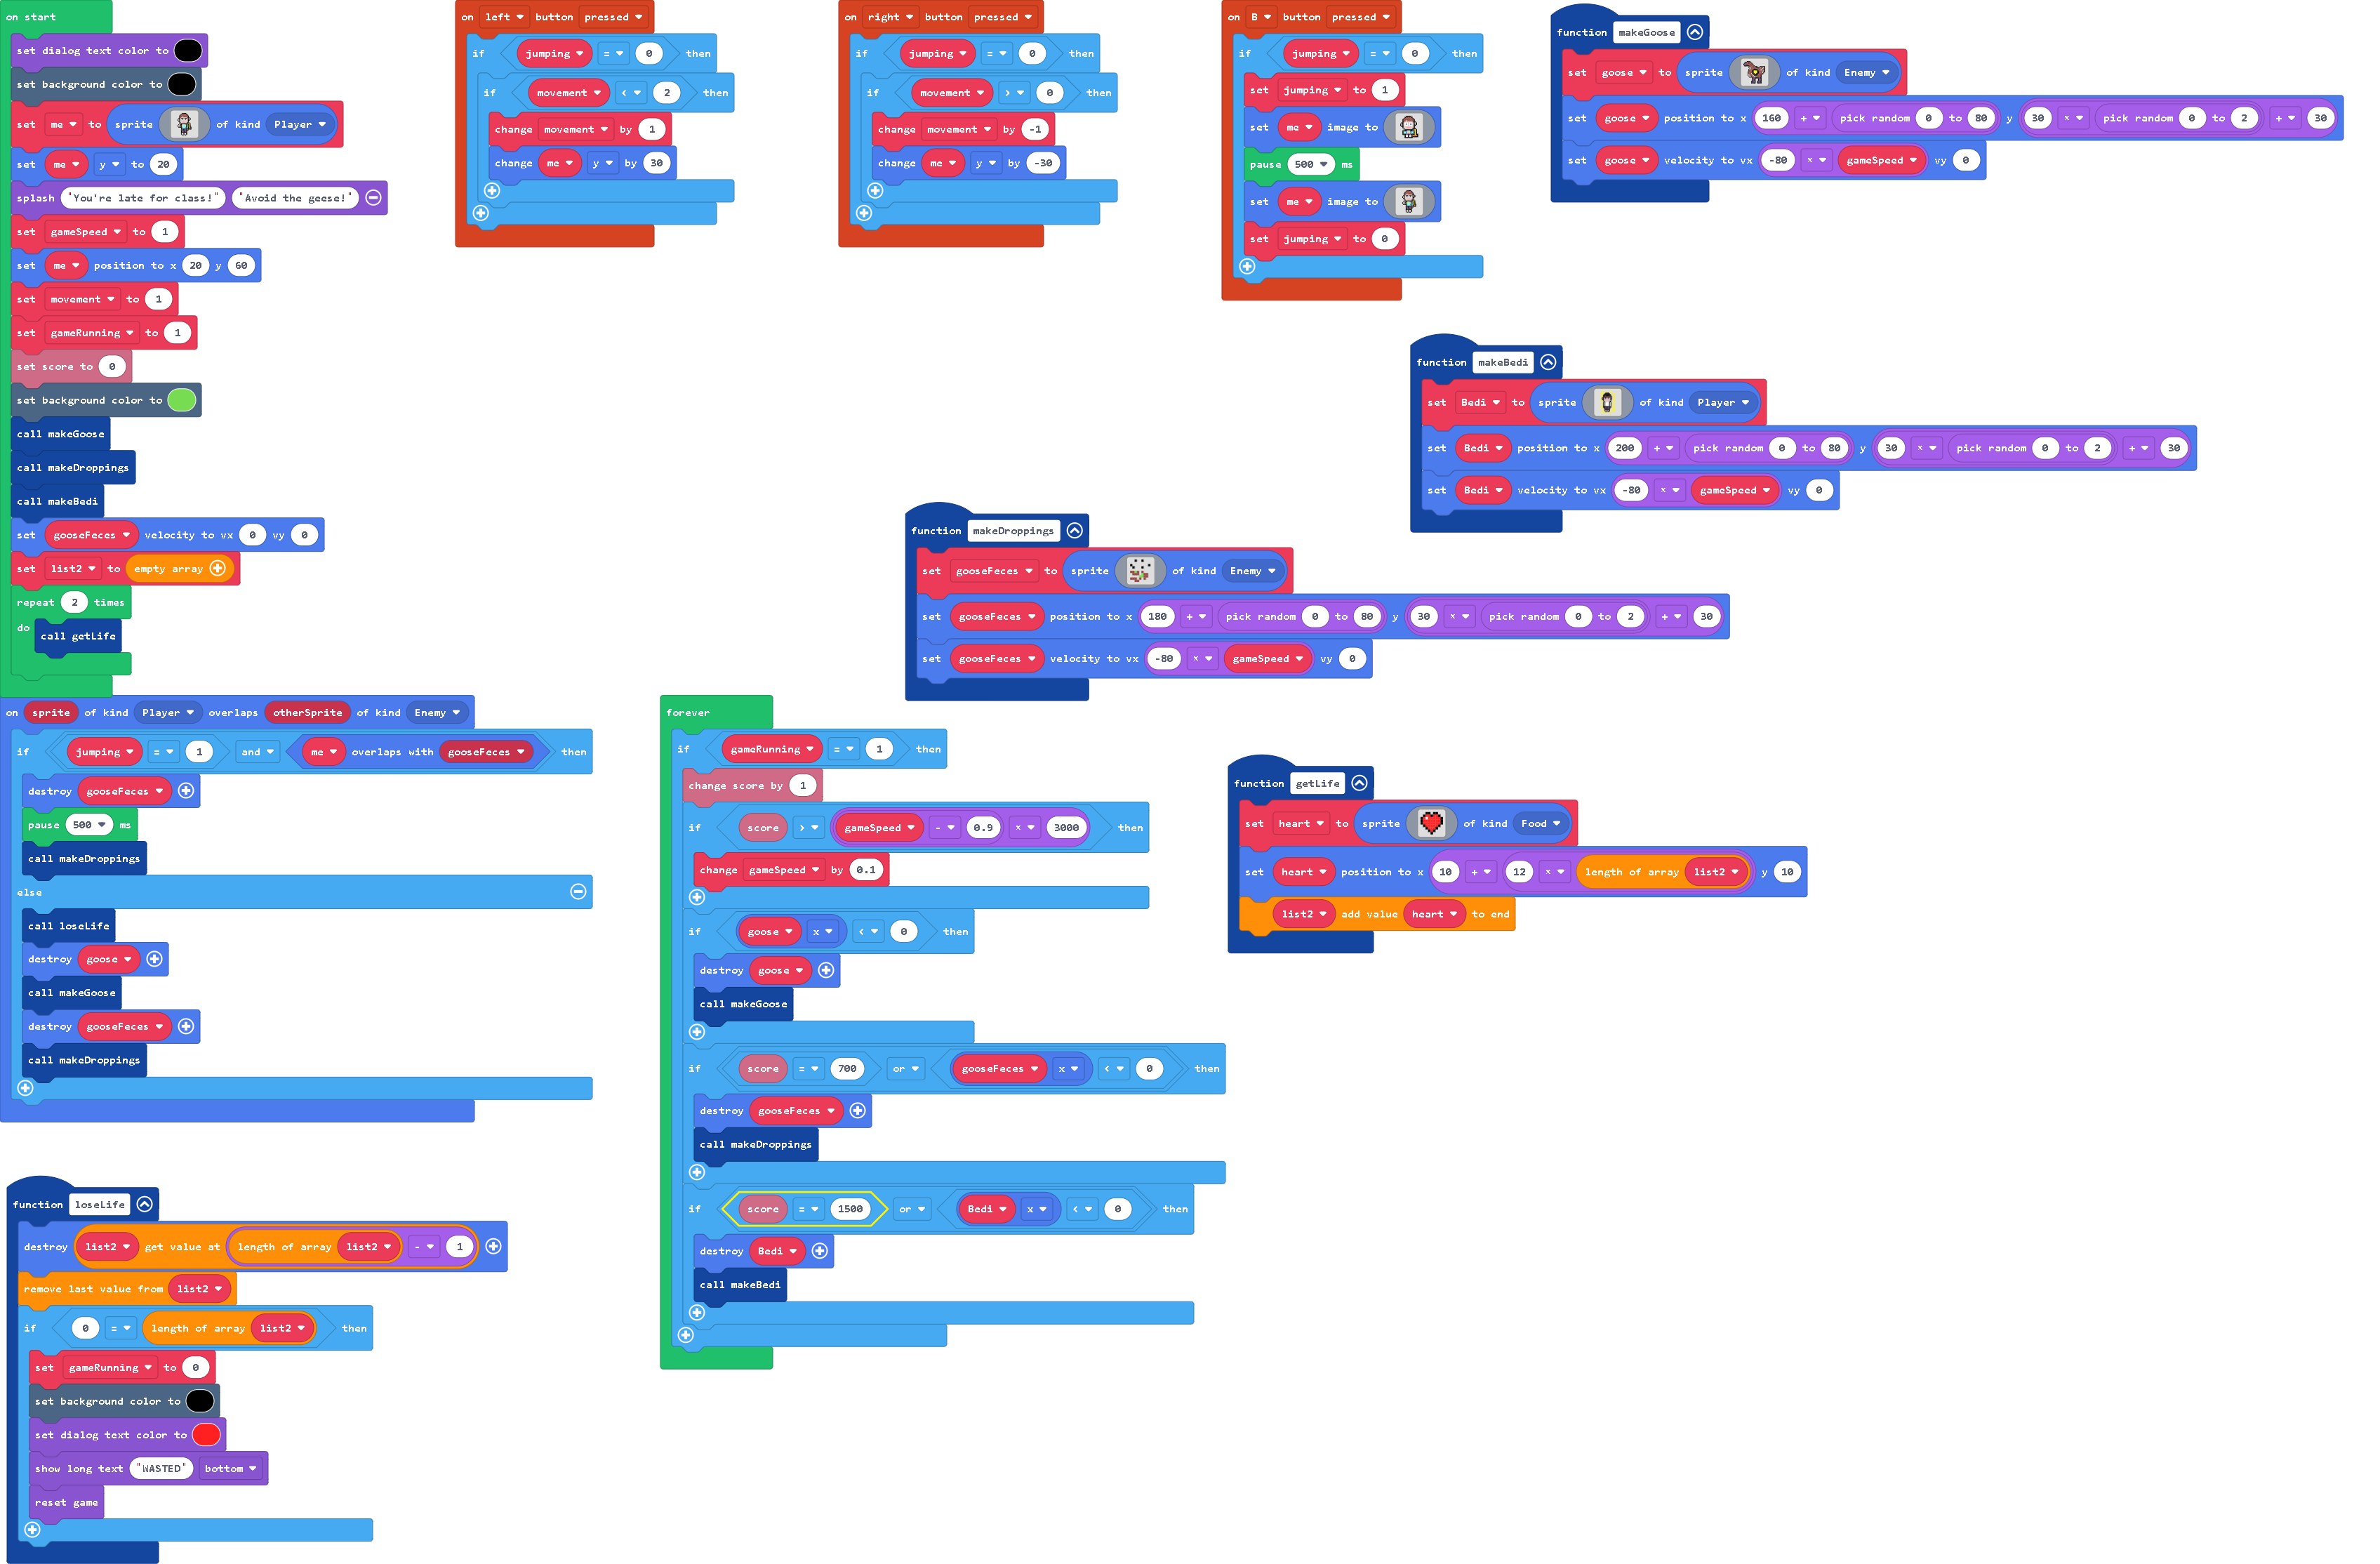 on start
set dialog text color to
set background color to
set me to sprite of kind Player
set me y to 20
splash "You're late for class!" "Avoid the geese!"
set gameSpeed to 1
set me position to x 20 y 60
set movement to 1
set gameRunning to 1
set score to 0
set background color to
call makeGoose
call makeDroppings
call makeBedi
set gooseFeces velocity to vx 0 vy 0
set list2 to empty array
repeat 2 times
do call getLife
on left button pressed
if jumping = 0 then
if movement < 2 then
change movement by 1
change me y by 30
on right button pressed
if jumping = 0 then
if movement > 0 then
change movement by -1
change me y by -30
on B button pressed
if jumping = 0 then
set jumping to 1
set me image to
pause 500 ms
set me image to
set jumping to 0
function makeGoose
set goose to sprite of kind Enemy
set goose position to x 160 + pick random 0 to 80 y 30 × pick random 0 to 2 + 30
set goose velocity to vx -80 × gameSpeed vy 0
function makeBedi
set Bedi to sprite of kind Player
set Bedi position to x 200 + pick random 0 to 80 y 30 × pick random 0 to 2 + 30
set Bedi velocity to vx -80 × gameSpeed vy 0
function makeDroppings
set gooseFeces to sprite of kind Enemy
set gooseFeces position to x 180 + pick random 0 to 80 y 30 × pick random 0 to 2 + 30
set gooseFeces velocity to vx -80 × gameSpeed vy 0
on sprite of kind Player overlaps otherSprite of kind Enemy
if jumping = 1 and me overlaps with gooseFeces then
destroy gooseFeces
pause 500 ms
call makeDroppings
else
call loseLife
destroy goose
call makeGoose
destroy gooseFeces
call makeDroppings
forever
if gameRunning = 1 then
change score by 1
if score > gameSpeed - 0.9 × 3000 then
change gameSpeed by 0.1
if goose x < 0 then
destroy goose
call makeGoose
if score = 700 or gooseFeces x < 0 then
destroy gooseFeces
call makeDroppings
if score = 1500 or Bedi x < 0 then
destroy Bedi
call makeBedi
function getLife
set heart to sprite of kind Food
set heart position to x 10 + 12 × length of array list2 y 10
list2 add value heart to end
function loseLife
destroy list2 get value at length of array list2 - 1
remove last value from list2
if 0 = length of array list2 then
set gameRunning to 0
set background color to
set dialog text color to
show long text "WASTED" bottom
reset game